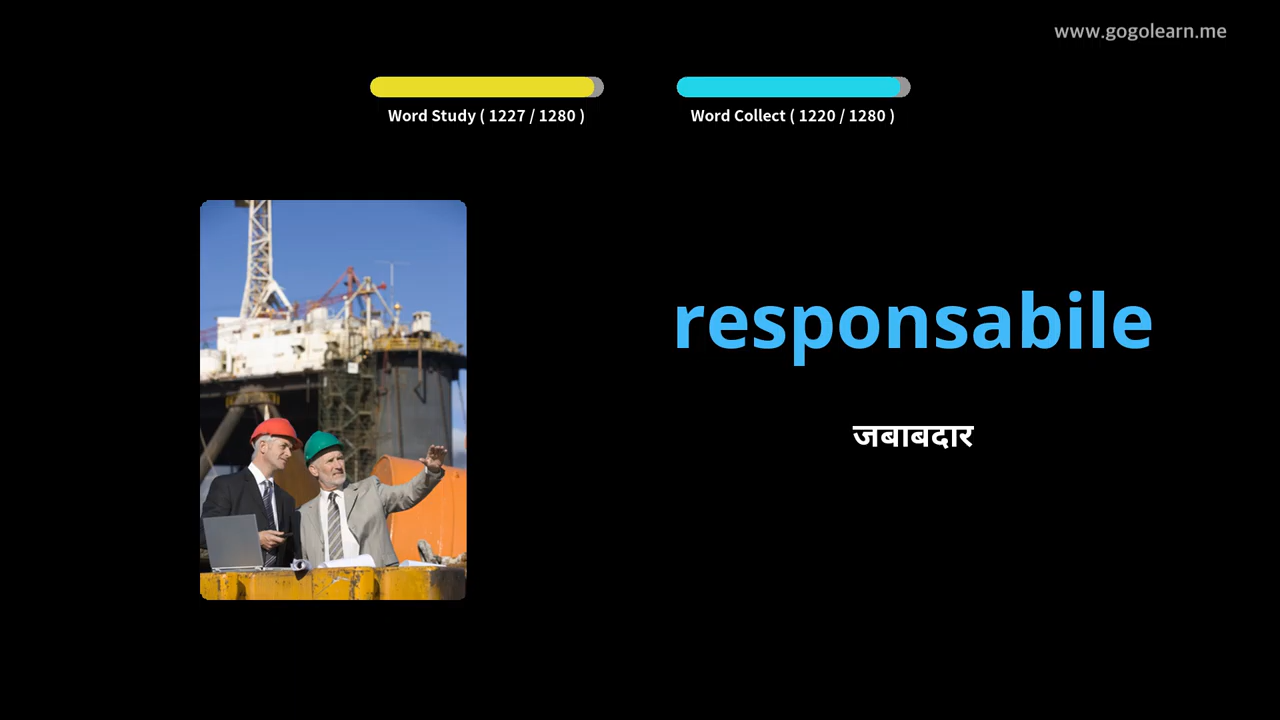 www.gogolearn.me
Word Study ( 1227 / 1280 )
Word Collect ( 1220 / 1280 )
responsabile
जबाबदार